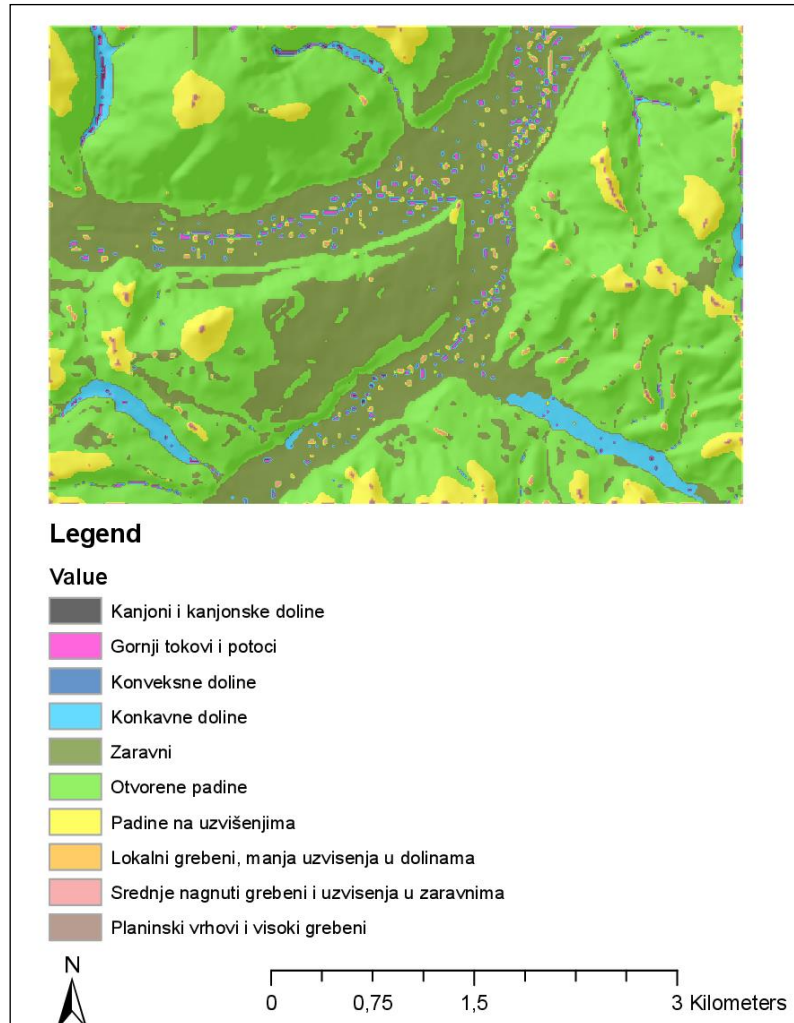 Legend
Value
Kanjoni i kanjonske doline
Gornji tokovi i potoci
Konveksne doline
Konkavne doline
Zaravni
Otvorene padine
Padine na uzvišenjima
Lokalni grebeni, manja uzvisenja u dolinama
Srednje nagnuti grebeni i uzvisenja u zaravnima
Planinski vrhovi i visoki grebeni
N
0 0,75 1,5 3 Kilometers